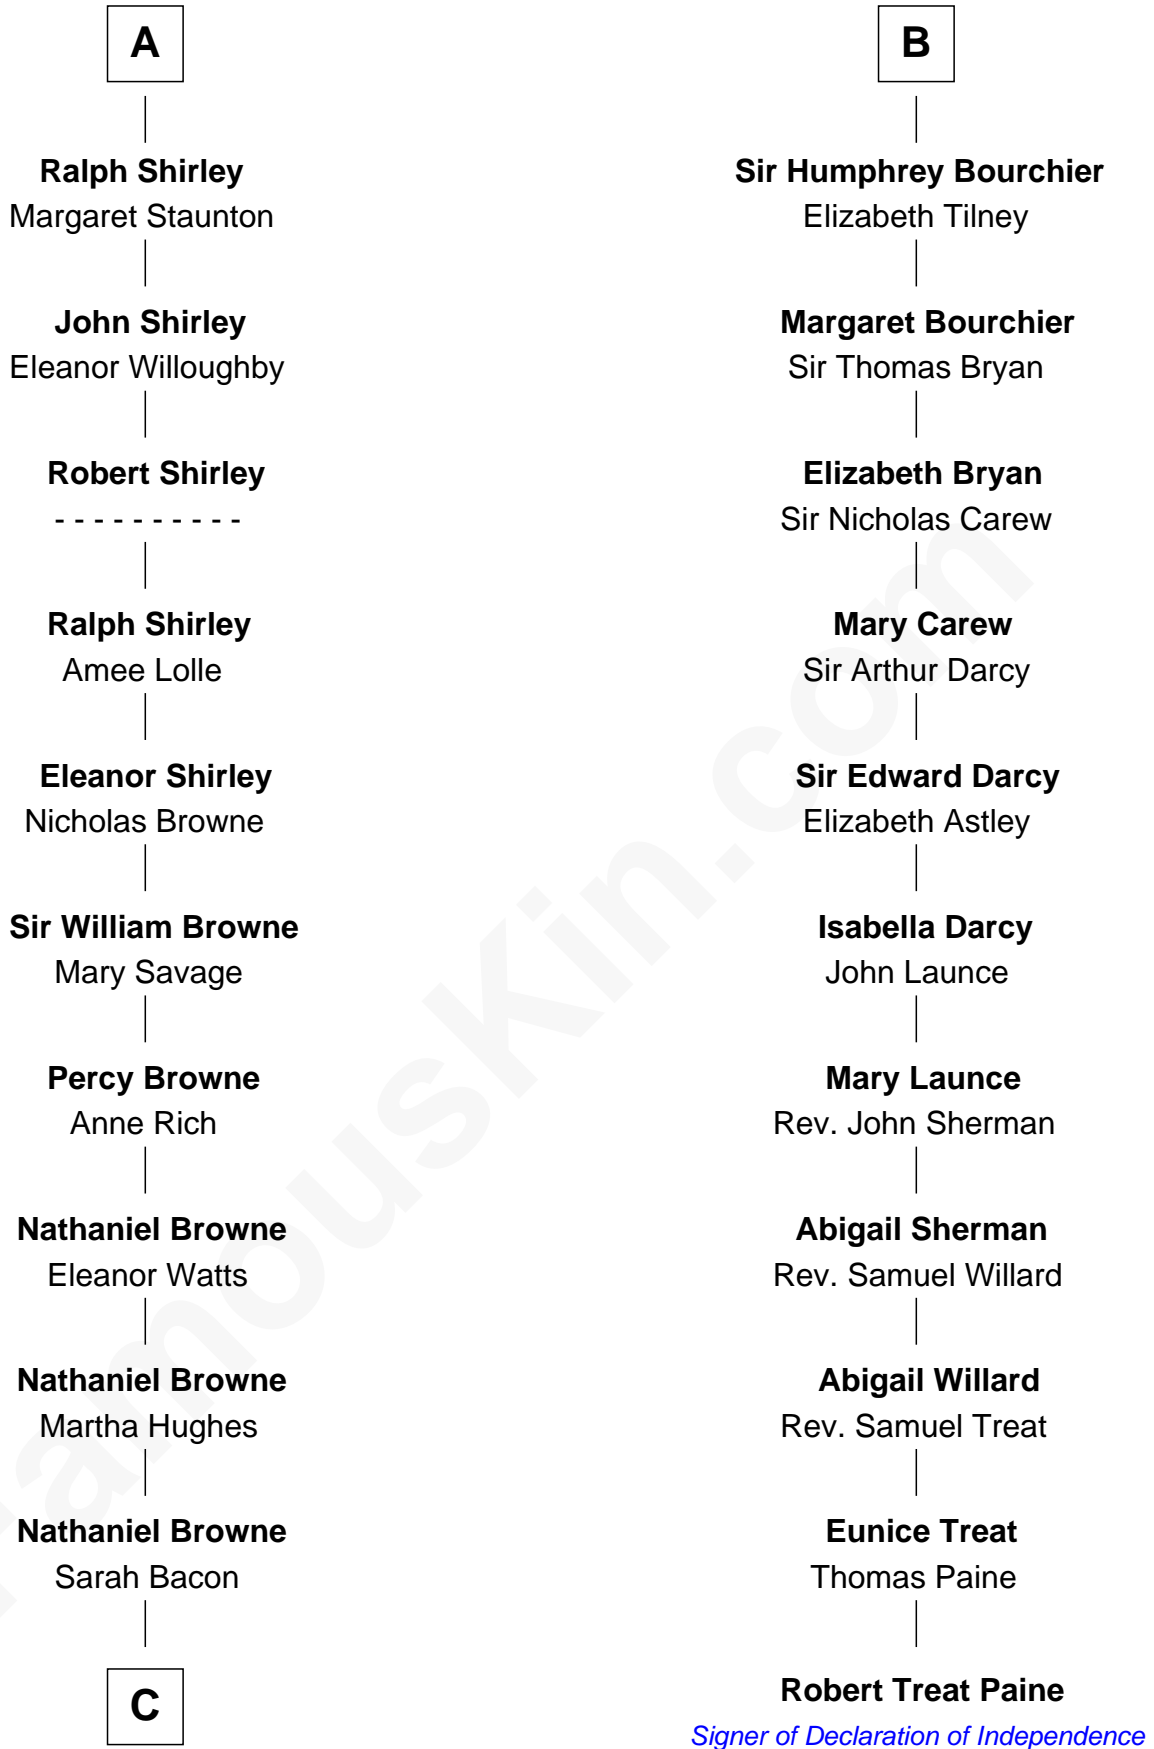 A
B
Ralph Shirley
Margaret Staunton
Sir Humphrey Bourchier
Elizabeth Tilney
John Shirley
Eleanor Willoughby
Margaret Bourchier
Sir Thomas Bryan
Robert Shirley
- - - - - - - - - -
Elizabeth Bryan
Sir Nicholas Carew
Ralph Shirley
Amee Lolle
Mary Carew
Sir Arthur Darcy
Eleanor Shirley
Nicholas Browne
Sir Edward Darcy
Elizabeth Astley
Sir William Browne
Mary Savage
Isabella Darcy
John Launce
Percy Browne
Anne Rich
Mary Launce
Rev. John Sherman
Nathaniel Browne
Eleanor Watts
Abigail Sherman
Rev. Samuel Willard
Nathaniel Browne
Martha Hughes
Abigail Willard
Rev. Samuel Treat
Nathaniel Browne
Sarah Bacon
Eunice Treat
Thomas Paine
C
Robert Treat Paine
Signer of Declaration of Independence
FamousKin.com